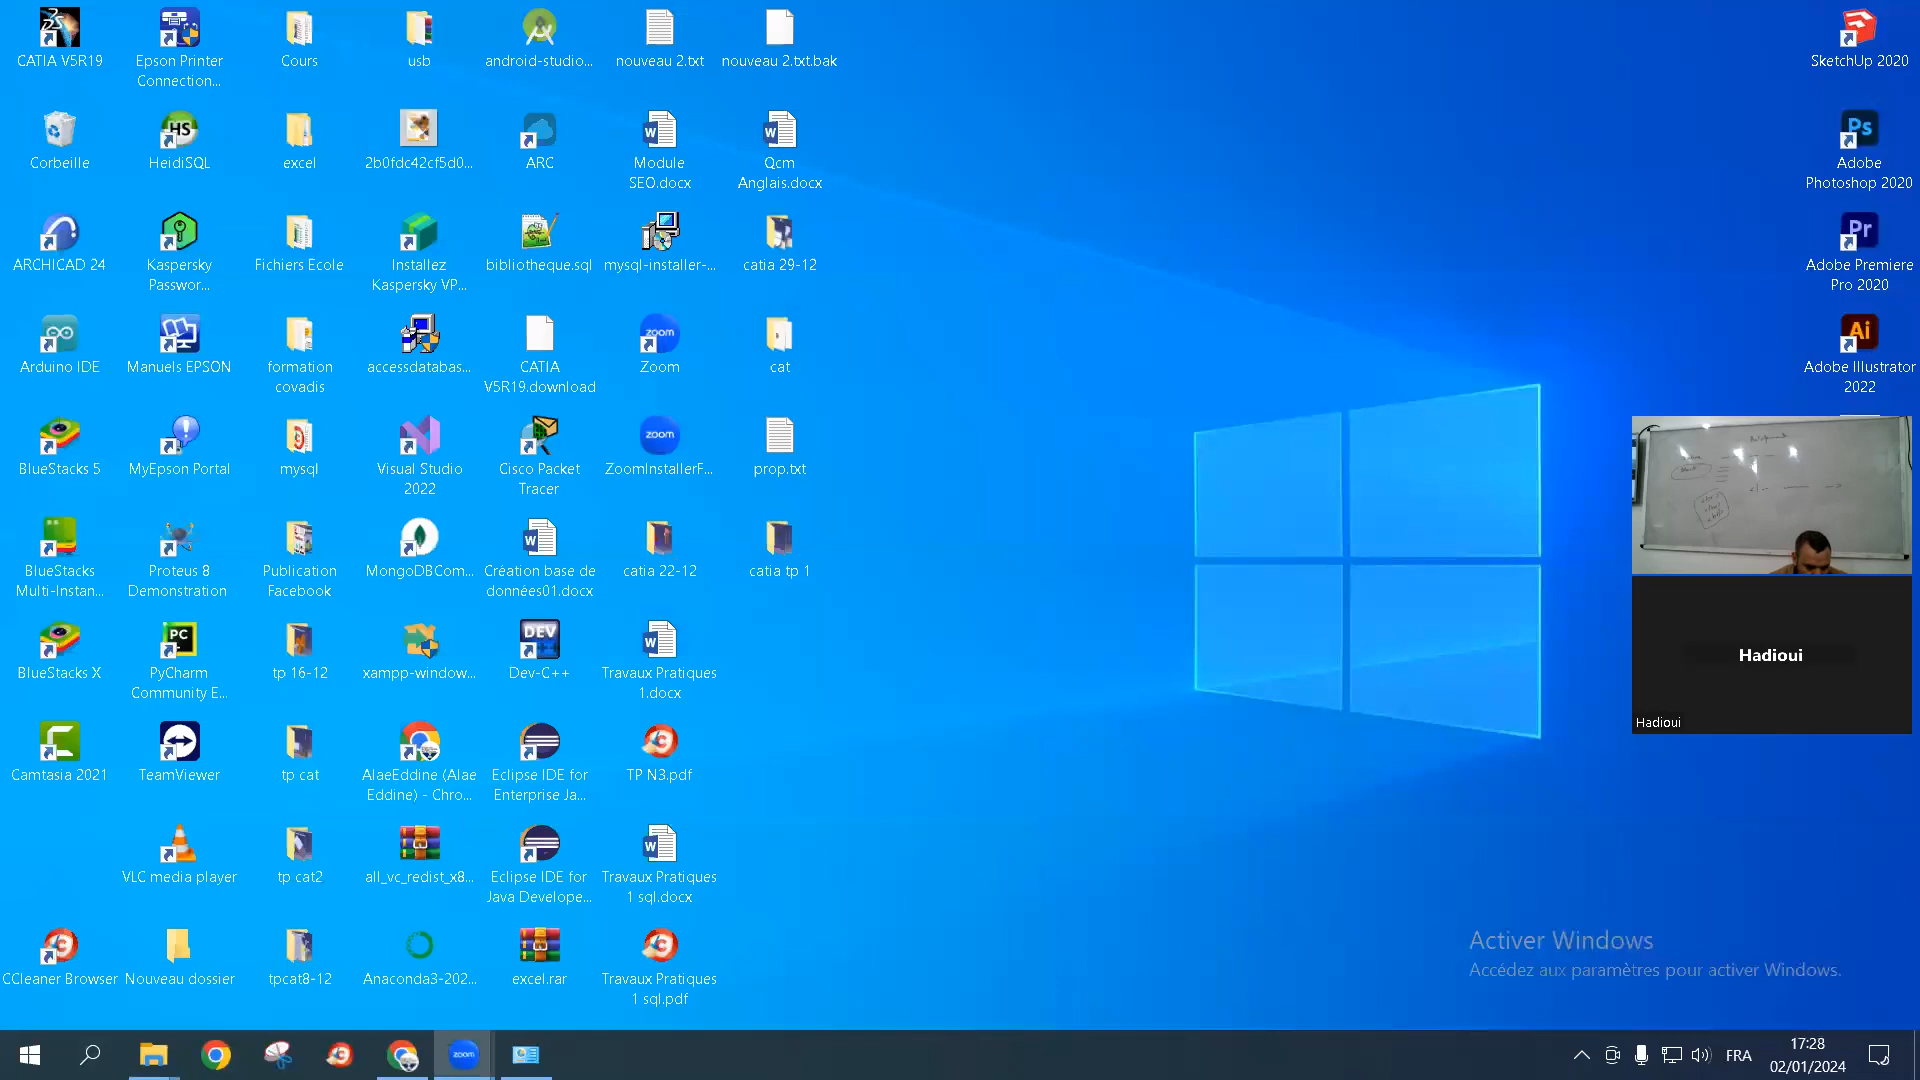 CATIA V5R19
Epson Printer
Connection...
Cours
usb
android-studio...
nouveau 2.txt
nouveau 2.txt.bak
SketchUp 2020
Corbeille
HeidiSQL
excel
2b0fdc42cf5d0...
ARC
Module
SEO.docx
Qcm
Anglais.docx
Adobe
Photoshop 2020
ARCHICAD 24
Kaspersky
Passwor...
Fichiers Ecole
Installez
Kaspersky VP...
bibliotheque.sql
mysql-installer-...
catia 29-12
Adobe Premiere
Pro 2020
Arduino IDE
Manuels EPSON
formation
covadis
accessdatabas...
CATIA
V5R19.download
Zoom
cat
Adobe Illustrator
2022
BlueStacks 5
MyEpson Portal
mysql
Visual Studio
2022
Cisco Packet
Tracer
ZoomInstallerF...
prop.txt
BlueStacks
Multi-Instan...
Proteus 8
Demonstration
Publication
Facebook
MongoDBCom...
Création base de
données01.docx
catia 22-12
catia tp 1
BlueStacks X
PyCharm
Community E...
tp 16-12
xampp-window...
Dev-C++
Travaux Pratiques
1.docx
Hadioui
Hadioui
Camtasia 2021
TeamViewer
tp cat
AlaeEddine (Alae
Eddine) - Chro...
Eclipse IDE for
Enterprise Ja...
TP N3.pdf
VLC media player
tp cat2
all_vc_redist_x8...
Eclipse IDE for
Java Develope...
Travaux Pratiques
1 sql.docx
CCleaner Browser
Nouveau dossier
tpcat8-12
Anaconda3-202...
excel.rar
Travaux Pratiques
1 sql.pdf
Activer Windows
Accédez aux paramètres pour activer Windows.
zoom
FRA
17:28
02/01/2024